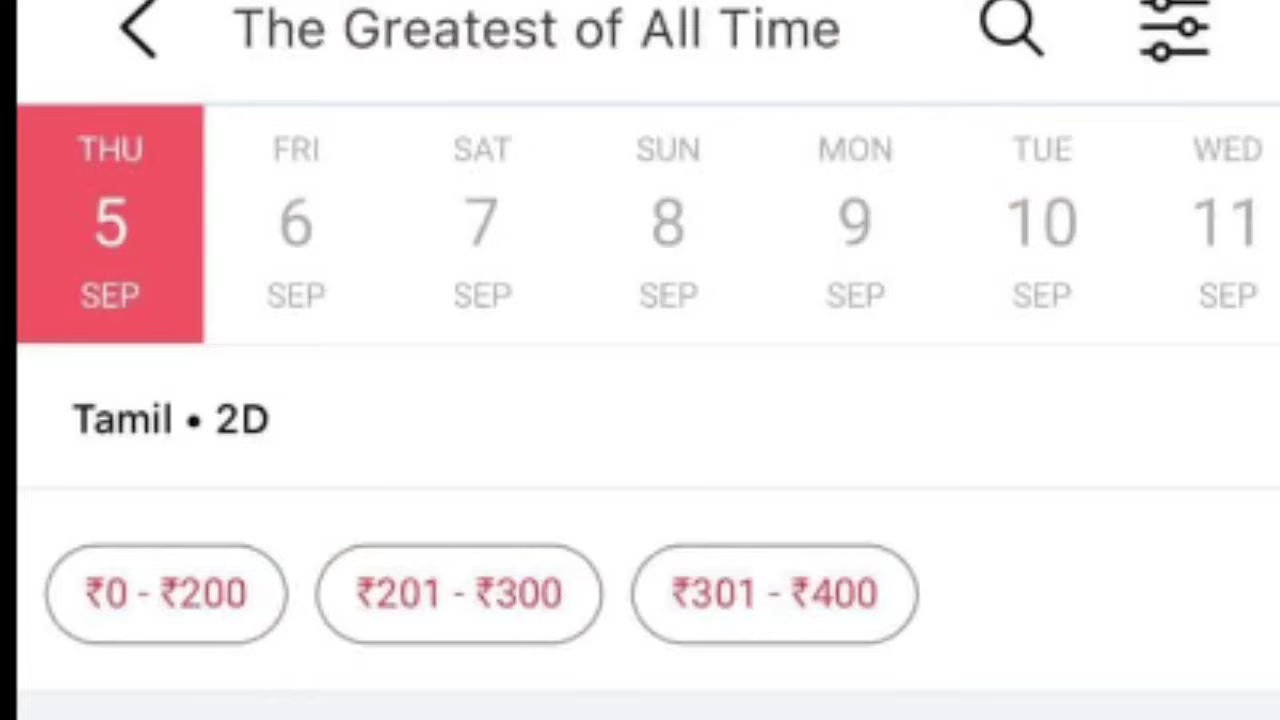 The Greatest of All Time
THU FRI SAT SUN MON TUE WED
5 6 7 8 9 10 11
SEP SEP SEP SEP SEP SEP SEP
Tamil • 2D
₹0 - ₹200 ₹201 - ₹300 ₹301 - ₹400